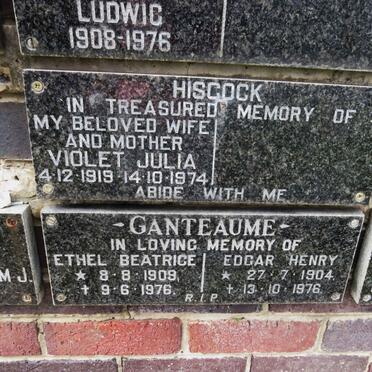 LUDWIG
1908-1976
HISCOCK
IN TREASURED MEMORY OF
MY BELOVED WIFE
AND MOTHER
VIOLET JULIA
4·12·1919·14·10·1974
ABIDE WITH ME
GANTEAUME
IN LOVING MEMORY OF
ETHEL BEATRICE
* 8·8·1909.
+ 9·6·1976.
EDGAR HENRY
* 27·7·1904.
+ 13·10·1976.
R.I.P.
M J.